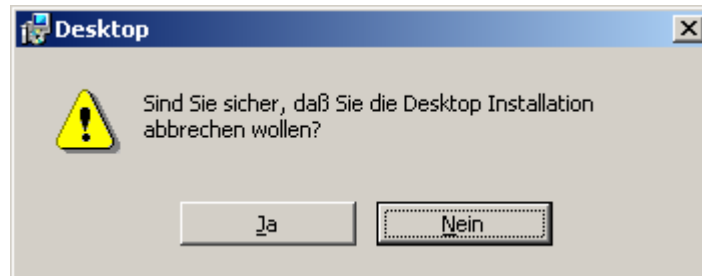 Desktop
Sind Sie sicher, daß Sie die Desktop Installation
abbrechen wollen?
Ja
Nein